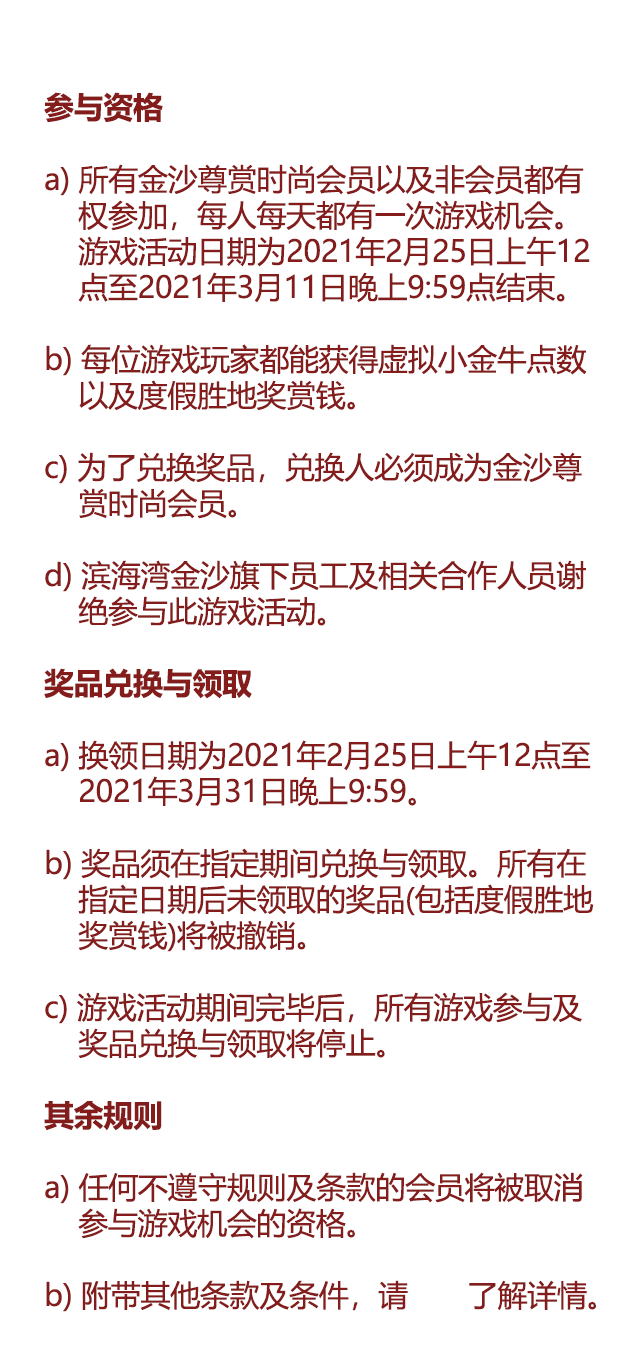 参与资格
a) 所有金沙尊赏时尚会员以及非会员都有
权参加，每人每天都有一次游戏机会。
游戏活动日期为2021年2月25日上午12
点至2021年3月11日晚上9:59点结束。
b) 每位游戏玩家都能获得虚拟小金牛点数
以及度假胜地奖赏钱。
c) 为了兑换奖品，兑换人必须成为金沙尊
赏时尚会员。
d) 滨海湾金沙旗下员工及相关合作人员谢
绝参与此游戏活动。
奖品兑换与领取
a) 换领日期为2021年2月25日上午12点至
2021年3月31日晚上9:59。
b) 奖品须在指定期间兑换与领取。所有在
指定日期后未领取的奖品(包括度假胜地
奖赏钱)将被撤销。
c) 游戏活动期间完毕后，所有游戏参与及
奖品兑换与领取将停止。
其余规则
a) 任何不遵守规则及条款的会员将被取消
参与游戏机会的资格。
b) 附带其他条款及条件，请 了解详情。